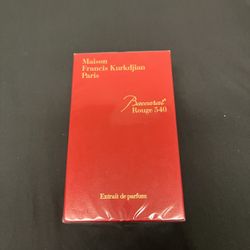 Maison
Francis Kurkdjian
Paris
Baccarat
Rouge 540
Extrait de parfum